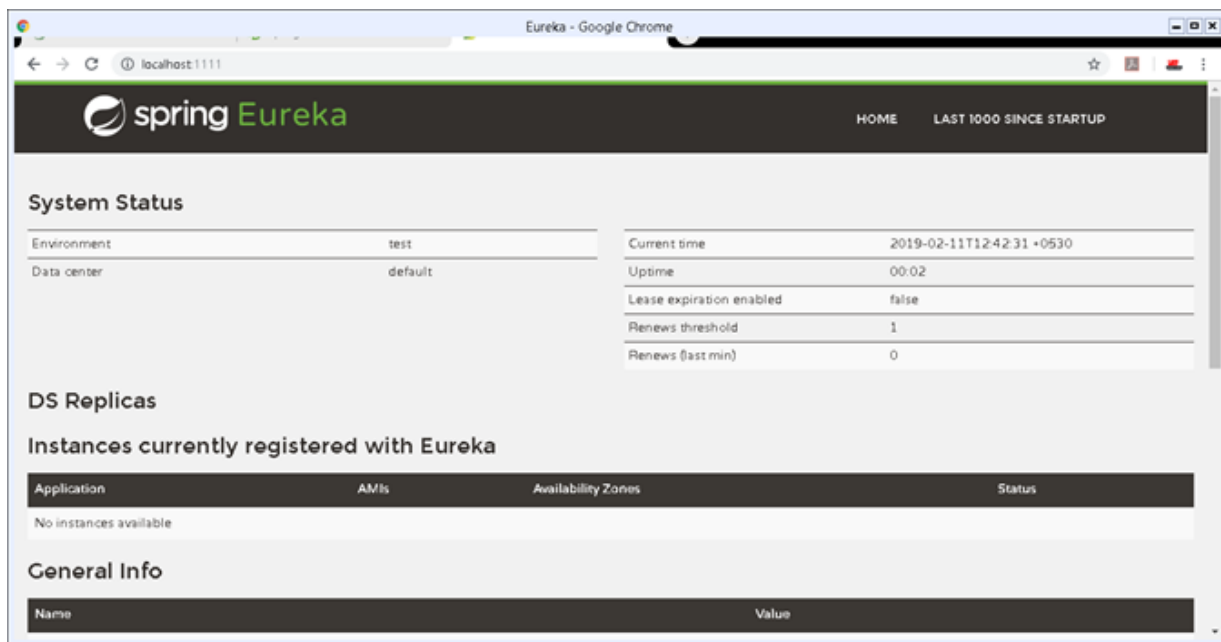 Eureka - Google Chrome
localhost:1111
spring Eureka
HOME LAST 1000 SINCE STARTUP
System Status
Environment test
Data center default
Current time 2019-02-11T12:42:31 +0530
Uptime 00:02
Lease expiration enabled false
Renews threshold 1
Renews (last min) 0
DS Replicas
Instances currently registered with Eureka
Application AMIs Availability Zones Status
No instances available
General Info
Name Value